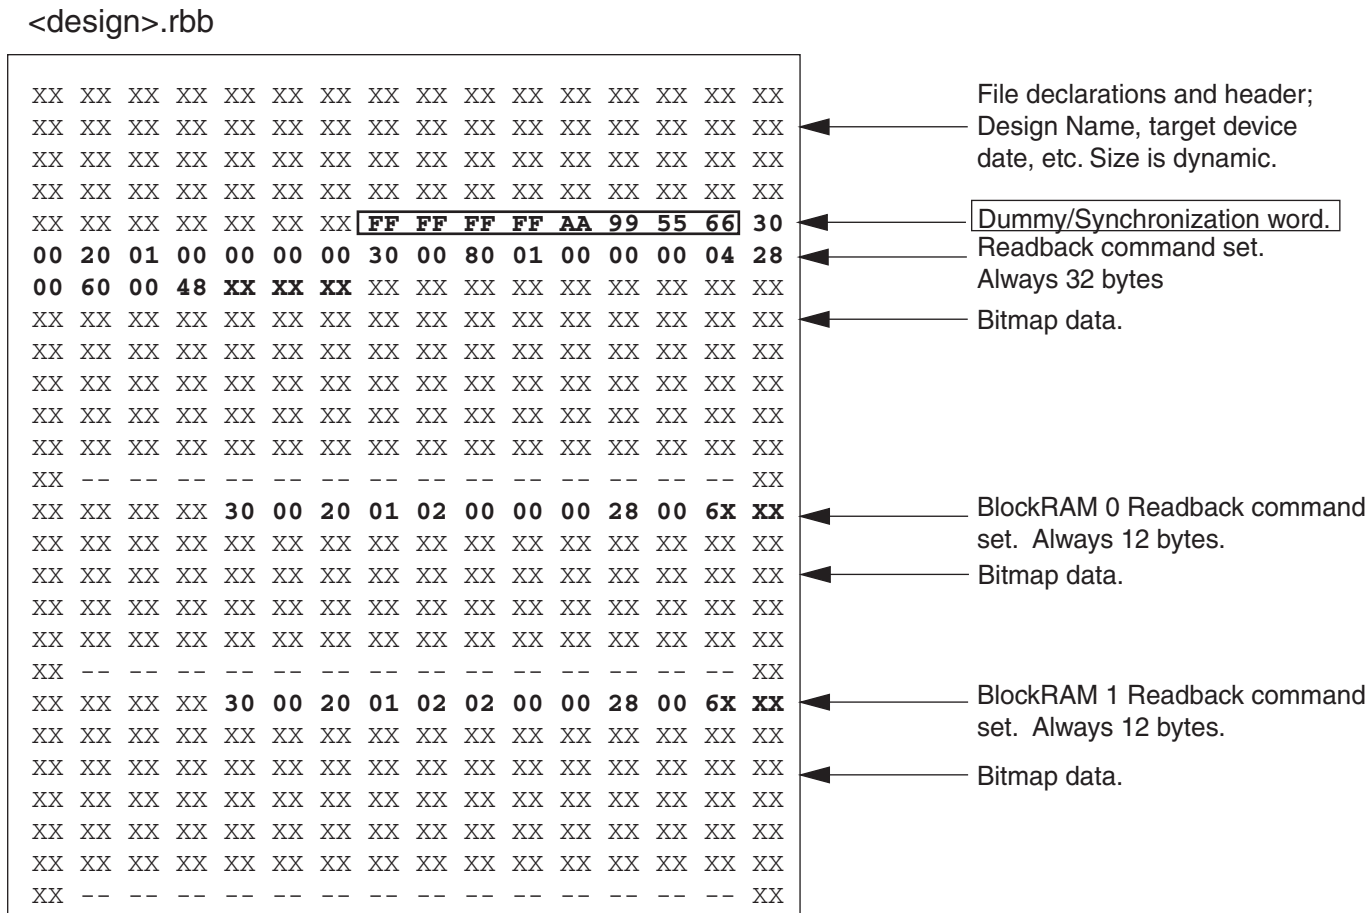 <design>.rbb
XX XX XX XX XX XX XX XX XX XX XX XX XX XX XX XX
XX XX XX XX XX XX XX XX XX XX XX XX XX XX XX XX
XX XX XX XX XX XX XX XX XX XX XX XX XX XX XX XX
XX XX XX XX XX XX XX XX XX XX XX XX XX XX XX XX
XX XX XX XX XX XX XX FF FF FF FF AA 99 55 66 30
00 20 01 00 00 00 00 30 00 80 01 00 00 00 04 28
00 60 00 48 XX XX XX XX XX XX XX XX XX XX XX XX
XX XX XX XX XX XX XX XX XX XX XX XX XX XX XX XX
XX XX XX XX XX XX XX XX XX XX XX XX XX XX XX XX
XX XX XX XX XX XX XX XX XX XX XX XX XX XX XX XX
XX XX XX XX XX XX XX XX XX XX XX XX XX XX XX XX
XX XX XX XX XX XX XX XX XX XX XX XX XX XX XX XX
XX -- -- -- -- -- -- -- -- -- -- -- -- -- -- XX
XX XX XX XX 30 00 20 01 02 00 00 00 28 00 6X XX
XX XX XX XX XX XX XX XX XX XX XX XX XX XX XX XX
XX XX XX XX XX XX XX XX XX XX XX XX XX XX XX XX
XX XX XX XX XX XX XX XX XX XX XX XX XX XX XX XX
XX XX XX XX XX XX XX XX XX XX XX XX XX XX XX XX
XX -- -- -- -- -- -- -- -- -- -- -- -- -- -- XX
XX XX XX XX 30 00 20 01 02 02 00 00 28 00 6X XX
XX XX XX XX XX XX XX XX XX XX XX XX XX XX XX XX
XX XX XX XX XX XX XX XX XX XX XX XX XX XX XX XX
XX XX XX XX XX XX XX XX XX XX XX XX XX XX XX XX
XX XX XX XX XX XX XX XX XX XX XX XX XX XX XX XX
XX XX XX XX XX XX XX XX XX XX XX XX XX XX XX XX
XX -- -- -- -- -- -- -- -- -- -- -- -- -- -- XX
File declarations and header;
Design Name, target device
date, etc. Size is dynamic.
Dummy/Synchronization word.
Readback command set.
Always 32 bytes
Bitmap data.
BlockRAM 0 Readback command
set. Always 12 bytes.
Bitmap data.
BlockRAM 1 Readback command
set. Always 12 bytes.
Bitmap data.